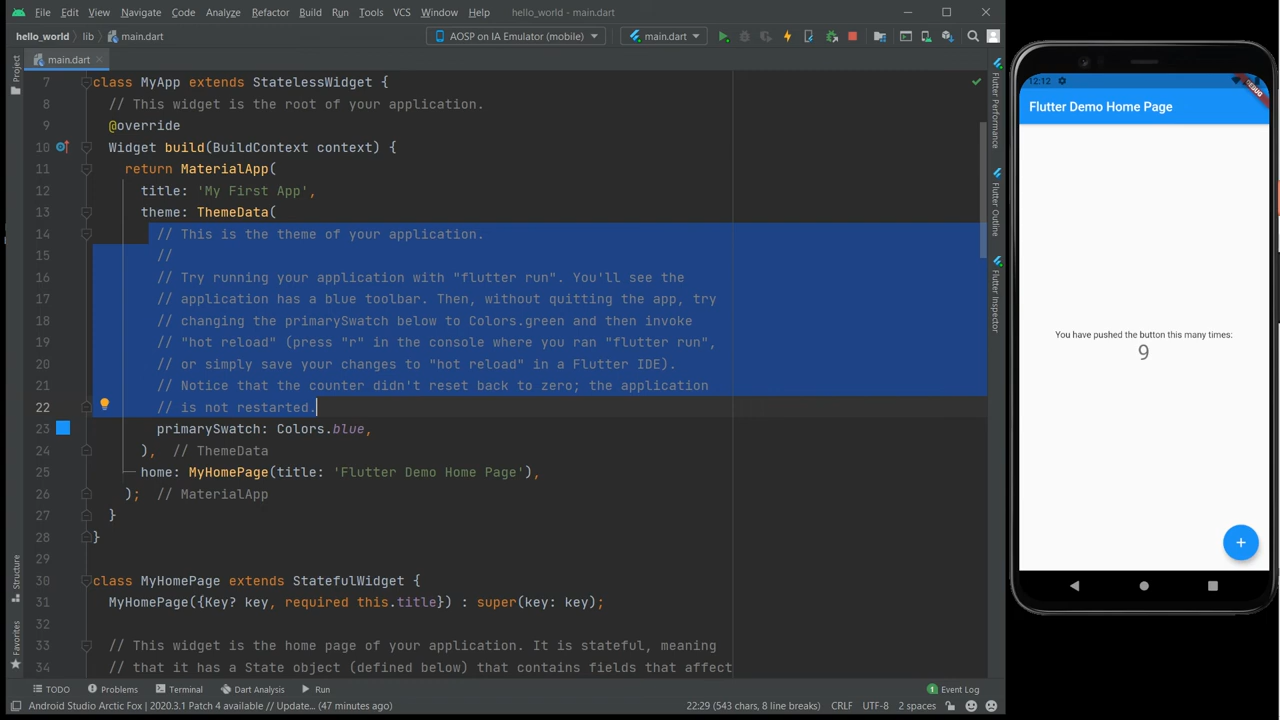 File Edit View Navigate Code Analyze Refactor Build Run Tools VCS Window Help hello_world - main.dart
hello_world lib main.dart AOSP on IA Emulator (mobile) main.dart
main.dart
Project
7 class MyApp extends StatelessWidget {
8 // This widget is the root of your application.
9 @override
10 Widget build(BuildContext context) {
11 return MaterialApp(
12 title: 'My First App',
13 theme: ThemeData(
14 // This is the theme of your application.
15 //
16 // Try running your application with "flutter run". You'll see the
17 // application has a blue toolbar. Then, without quitting the app, try
18 // changing the primarySwatch below to Colors.green and then invoke
19 // "hot reload" (press "r" in the console where you ran "flutter run",
20 // or simply save your changes to "hot reload" in a Flutter IDE).
21 // Notice that the counter didn't reset back to zero; the application
22 // is not restarted.
23 primarySwatch: Colors.blue,
24 ), // ThemeData
25 home: MyHomePage(title: 'Flutter Demo Home Page'),
26 ); // MaterialApp
27 }
28 }
29
30 class MyHomePage extends StatefulWidget {
31 MyHomePage({Key? key, required this.title}) : super(key: key);
32
33 // This widget is the home page of your application. It is stateful, meaning
34 // that it has a State object (defined below) that contains fields that affect
Structure
Favorites
Flutter Performance
Flutter Outline
Flutter Inspector
12:12
DEBUG
Flutter Demo Home Page
You have pushed the button this many times:
9
+
TODO Problems Terminal Dart Analysis Run 1 Event Log
Android Studio Arctic Fox | 2020.3.1 Patch 4 available // Update... (47 minutes ago) 22:29 (543 chars, 8 line breaks) CRLF UTF-8 2 spaces